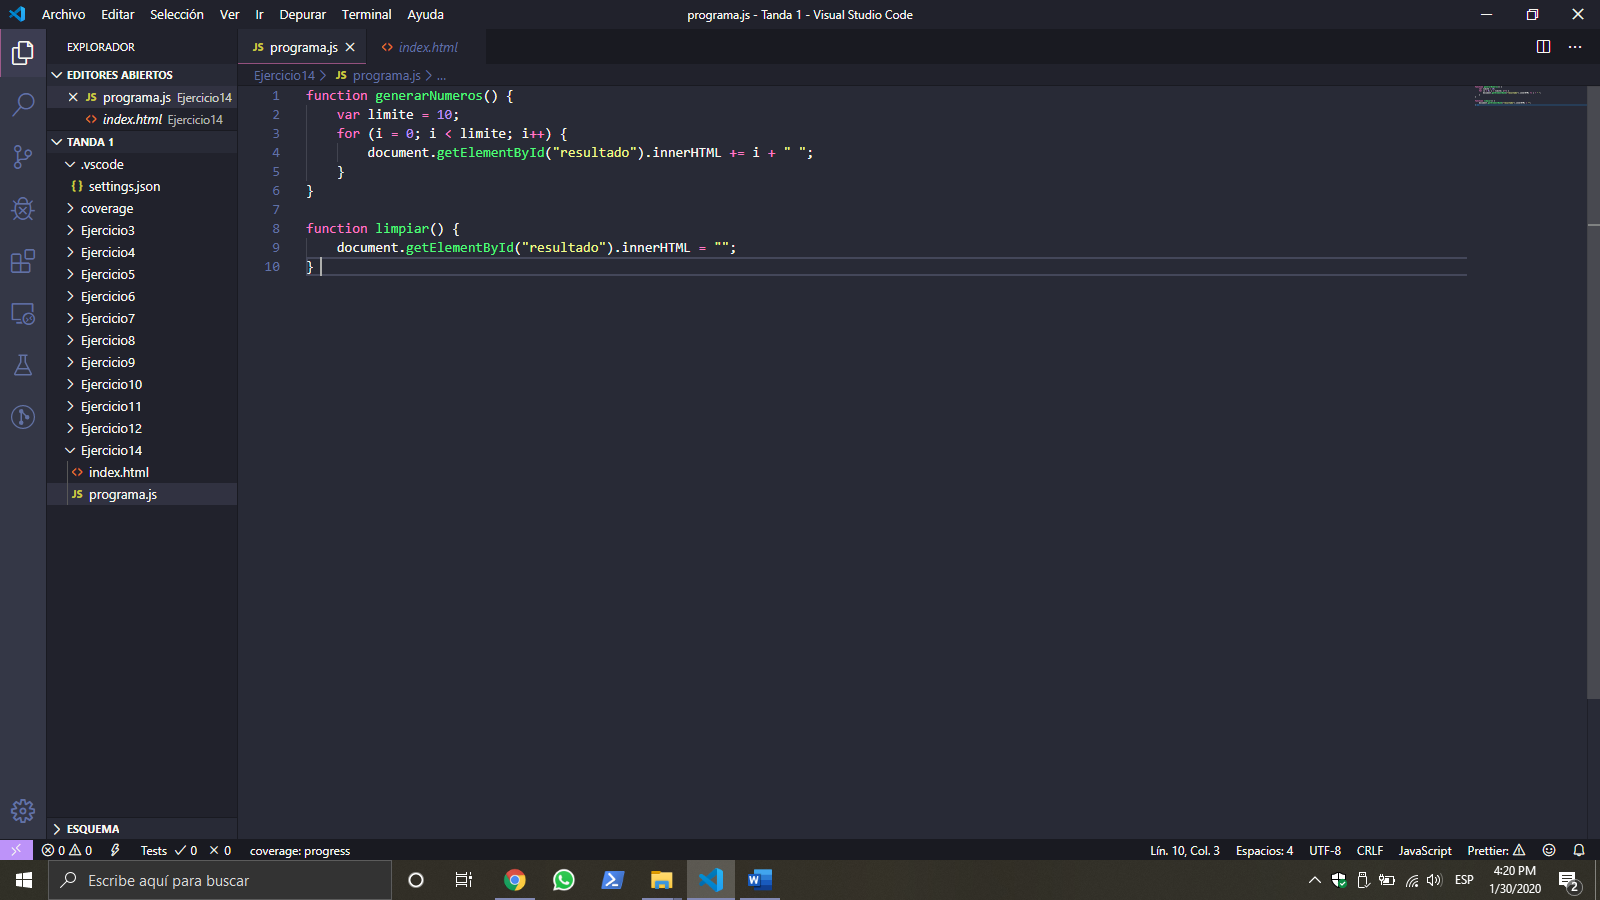 Archivo Editar Selección Ver Ir Depurar Terminal Ayuda
programa.js - Tanda 1 - Visual Studio Code
EXPLORADOR
EDITORES ABIERTOS
JS programa.js Ejercicio14
<> index.html Ejercicio14
TANDA 1
.vscode
{} settings.json
coverage
Ejercicio3
Ejercicio4
Ejercicio5
Ejercicio6
Ejercicio7
Ejercicio8
Ejercicio9
Ejercicio10
Ejercicio11
Ejercicio12
Ejercicio14
<> index.html
JS programa.js
ESQUEMA
JS programa.js
<> index.html
Ejercicio14 > JS programa.js > ...
1 function generarNumeros() {
2 var limite = 10;
3 for (i = 0; i < limite; i++) {
4 document.getElementById("resultado").innerHTML += i + " ";
5 }
6 }
7
8 function limpiar() {
9 document.getElementById("resultado").innerHTML = "";
10 }
0 0 Tests 0 0 coverage: progress
Lín. 10, Col. 3 Espacios: 4 UTF-8 CRLF JavaScript Prettier:
Escribe aquí para buscar
ESP
4:20 PM
1/30/2020
2